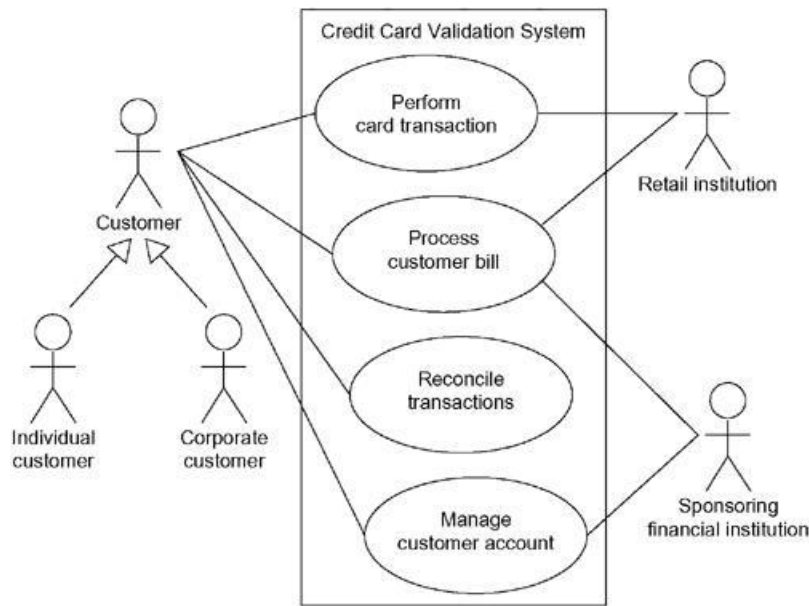 Credit Card Validation System
Perform
card transaction
Retail institution
Customer
Process
customer bill
Reconcile
transactions
Individual
customer
Corporate
customer
Manage
customer account
Sponsoring
financial institution